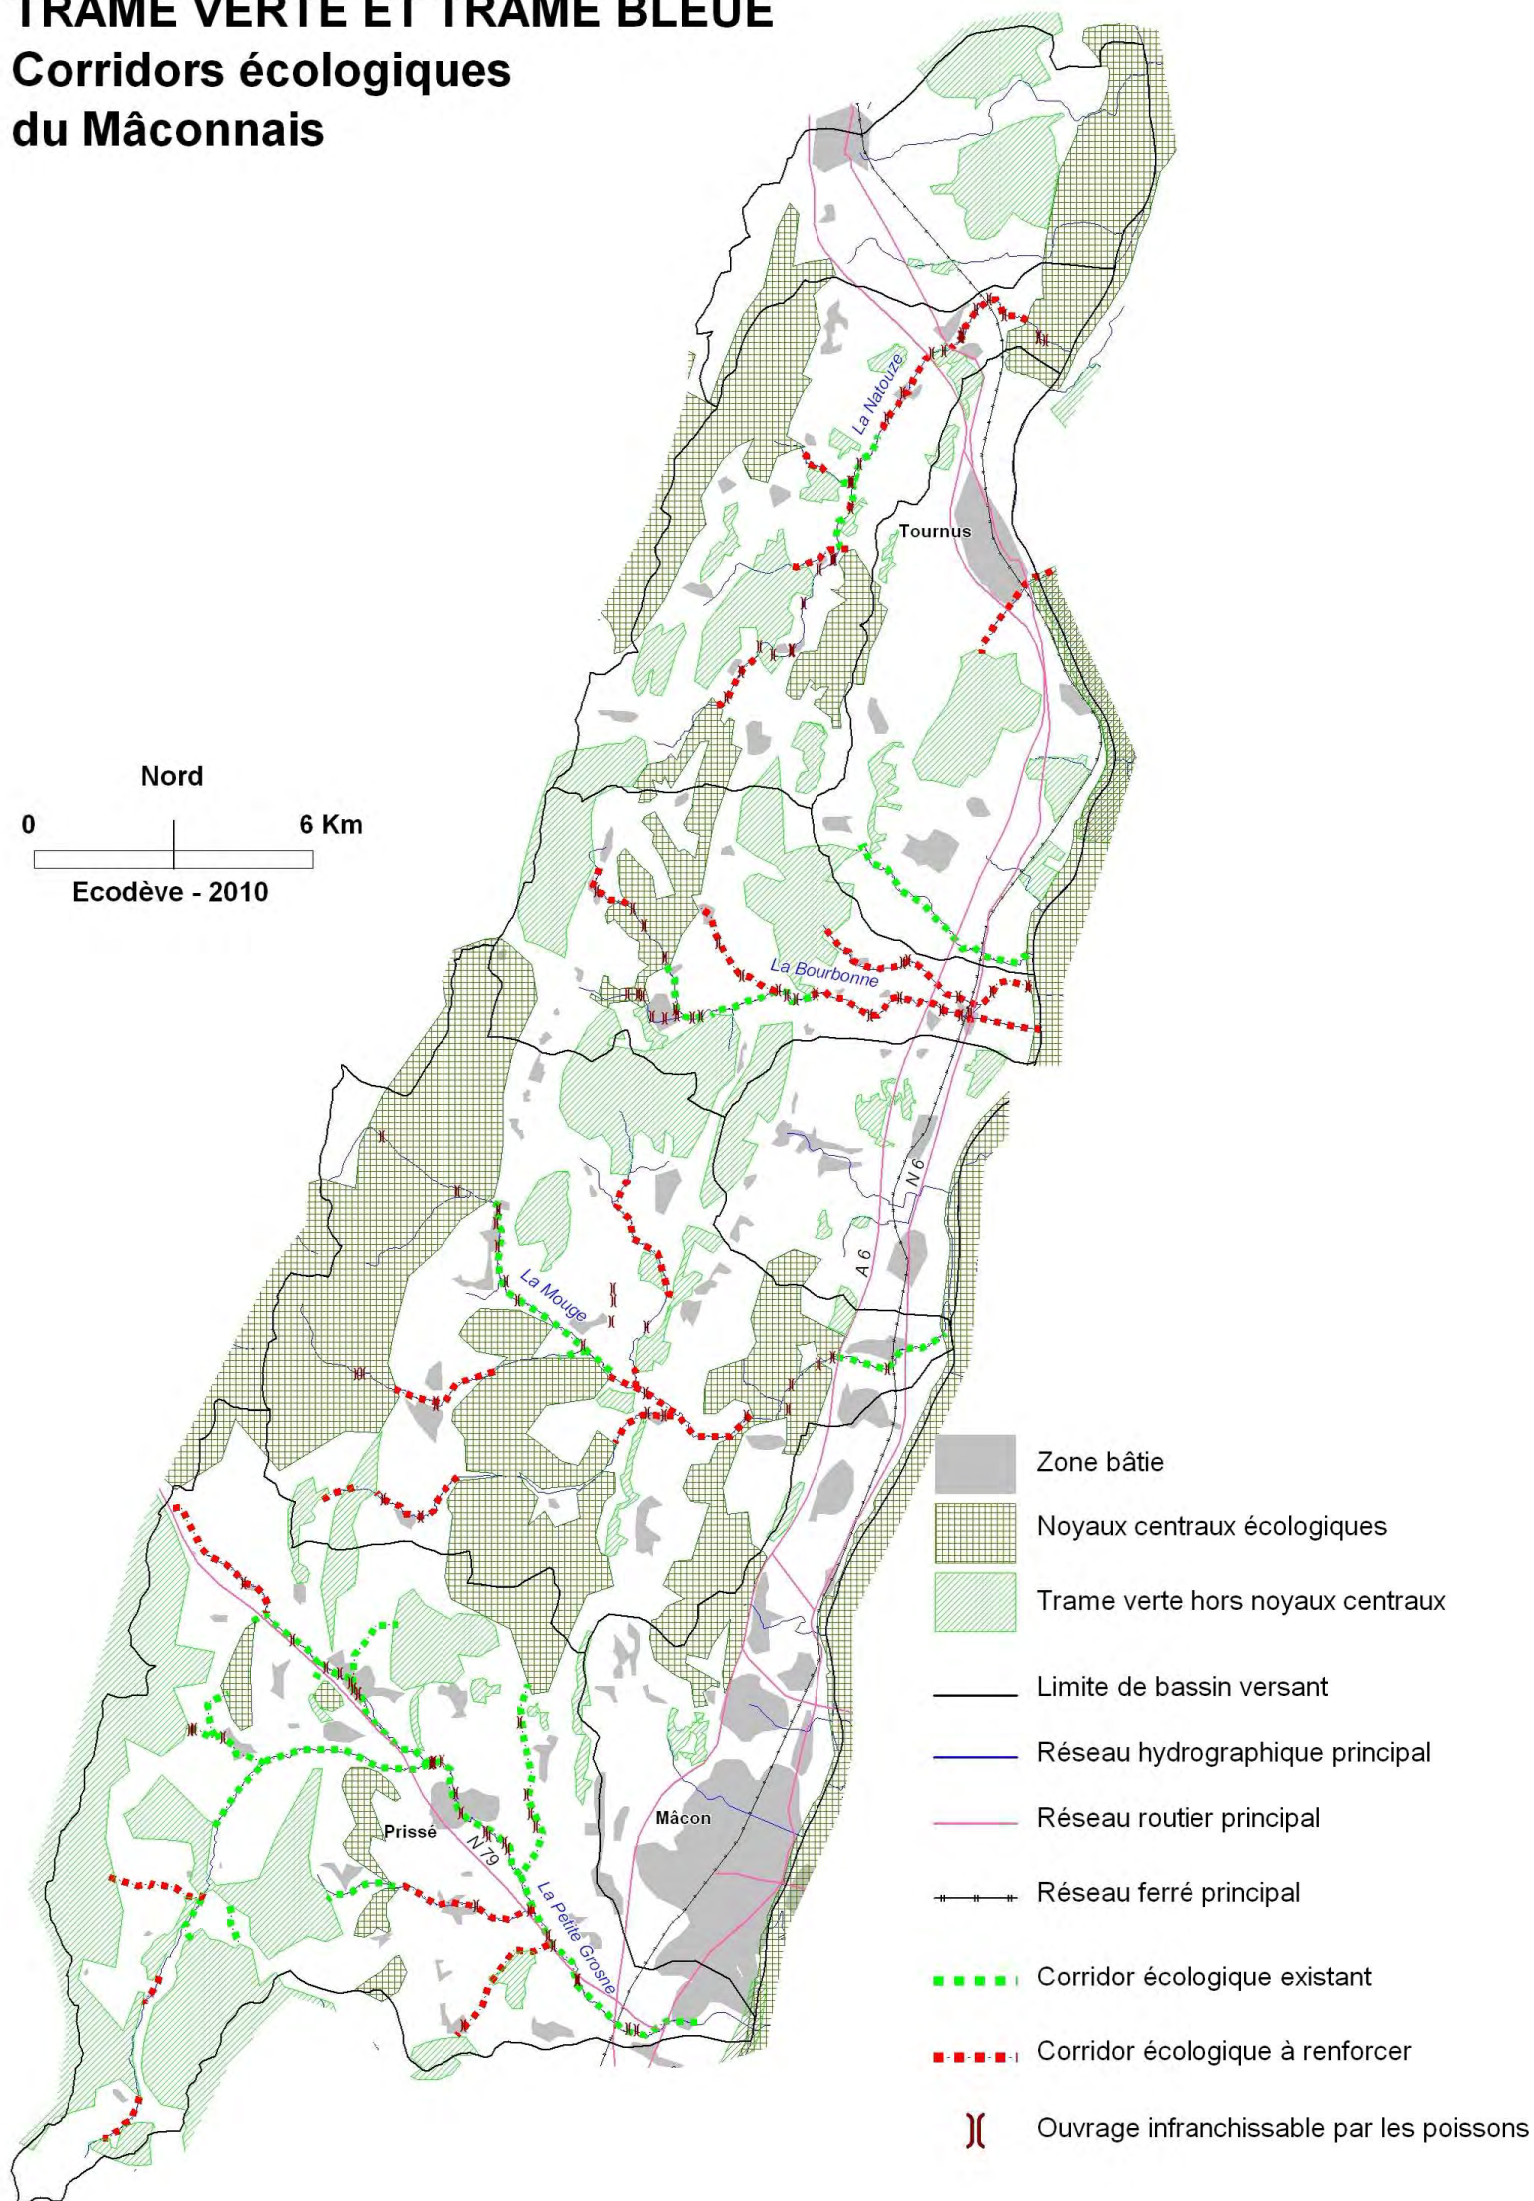 TRAME VERTE ET TRAME BLEUE
Corridors écologiques
du Mâconnais
La Natouze
Tournus
Nord
0 6 Km
Ecodève - 2010
La Bourbonne
N 6
A 6
La Mouge
Zone bâtie
Noyaux centraux écologiques
Trame verte hors noyaux centraux
Limite de bassin versant
Réseau hydrographique principal
Mâcon
Réseau routier principal
Prissé
N 79
Réseau ferré principal
La Petite Grosne
Corridor écologique existant
Corridor écologique à renforcer
Ouvrage infranchissable par les poissons